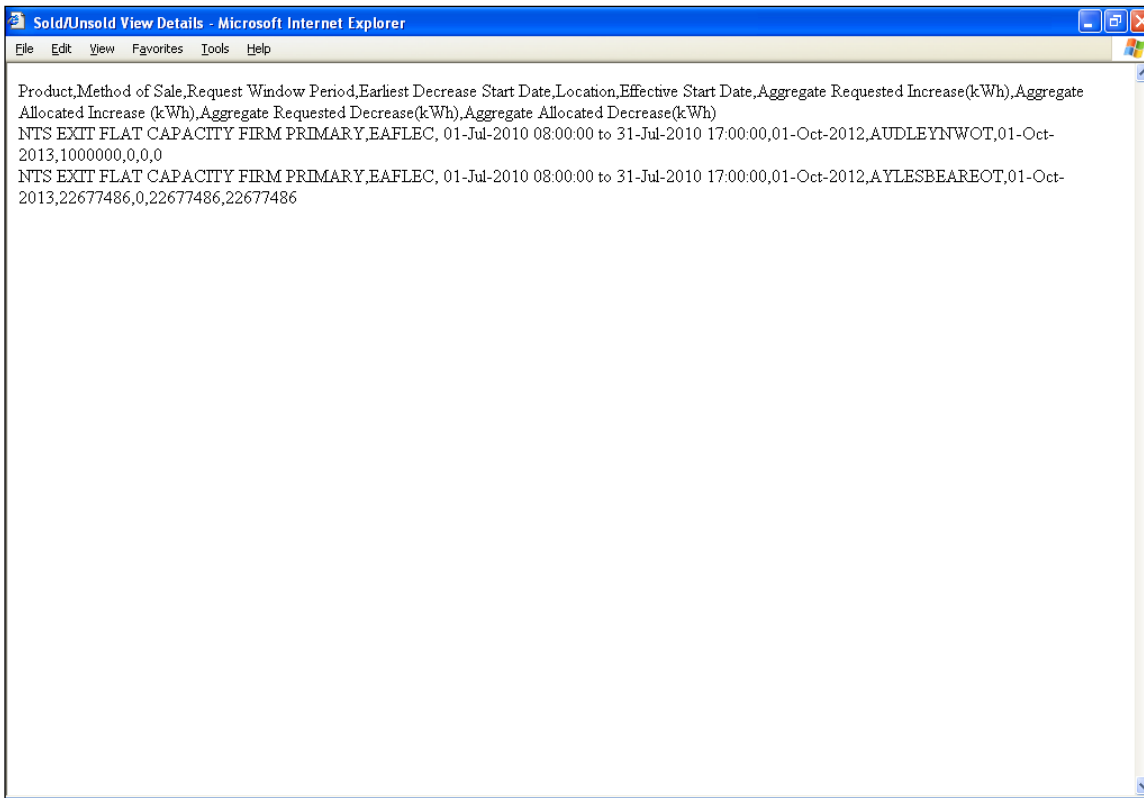 Sold/Unsold View Details - Microsoft Internet Explorer
File Edit View Favorites Tools Help
Product,Method of Sale,Request Window Period,Earliest Decrease Start Date,Location,Effective Start Date,Aggregate Requested Increase(kWh),Aggregate
Allocated Increase (kWh),Aggregate Requested Decrease(kWh),Aggregate Allocated Decrease(kWh)
NTS EXIT FLAT CAPACITY FIRM PRIMARY,EAFLEC, 01-Jul-2010 08:00:00 to 31-Jul-2010 17:00:00,01-Oct-2012,AUDLEYNWOT,01-Oct-
2013,1000000,0,0,0
NTS EXIT FLAT CAPACITY FIRM PRIMARY,EAFLEC, 01-Jul-2010 08:00:00 to 31-Jul-2010 17:00:00,01-Oct-2012,AYLESBEAREOT,01-Oct-
2013,22677486,0,22677486,22677486